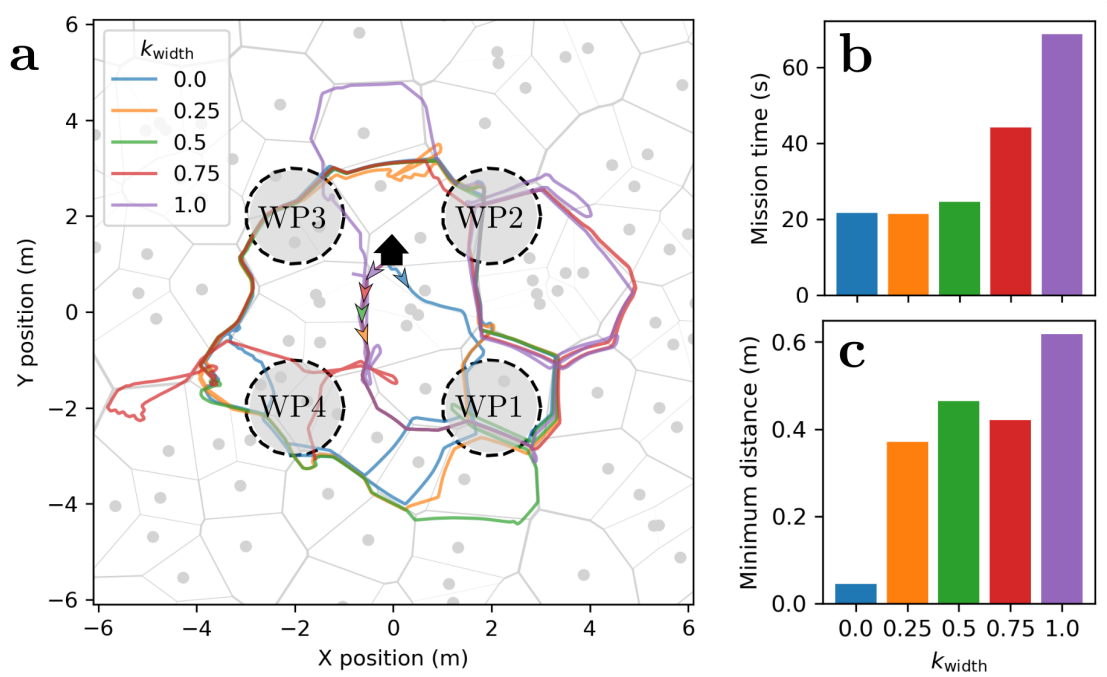 a
6
4
2
0
−2
−4
−6
Y position (m)
k_width
0.0
0.25
0.5
0.75
1.0
WP3
WP2
WP4
WP1
−6 −4 −2 0 2 4 6
X position (m)
b
60
40
20
0
Mission time (s)
c
0.6
0.4
0.2
0.0
Minimum distance (m)
0.0 0.25 0.5 0.75 1.0
k_width